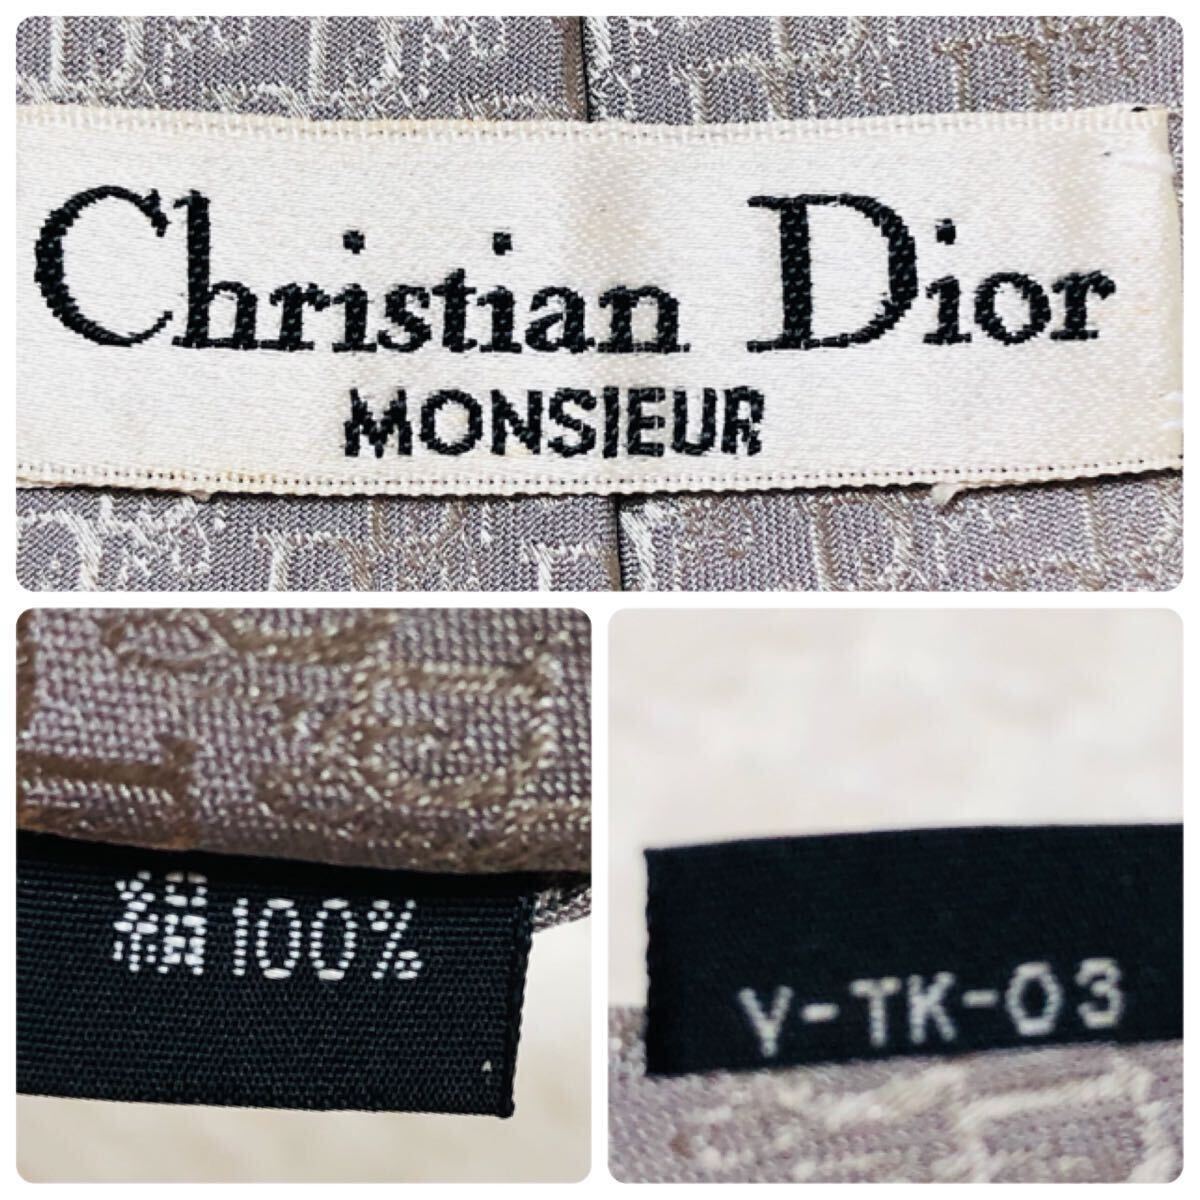 Christian Dior
MONSIEUR
絹100%
V-TK-03